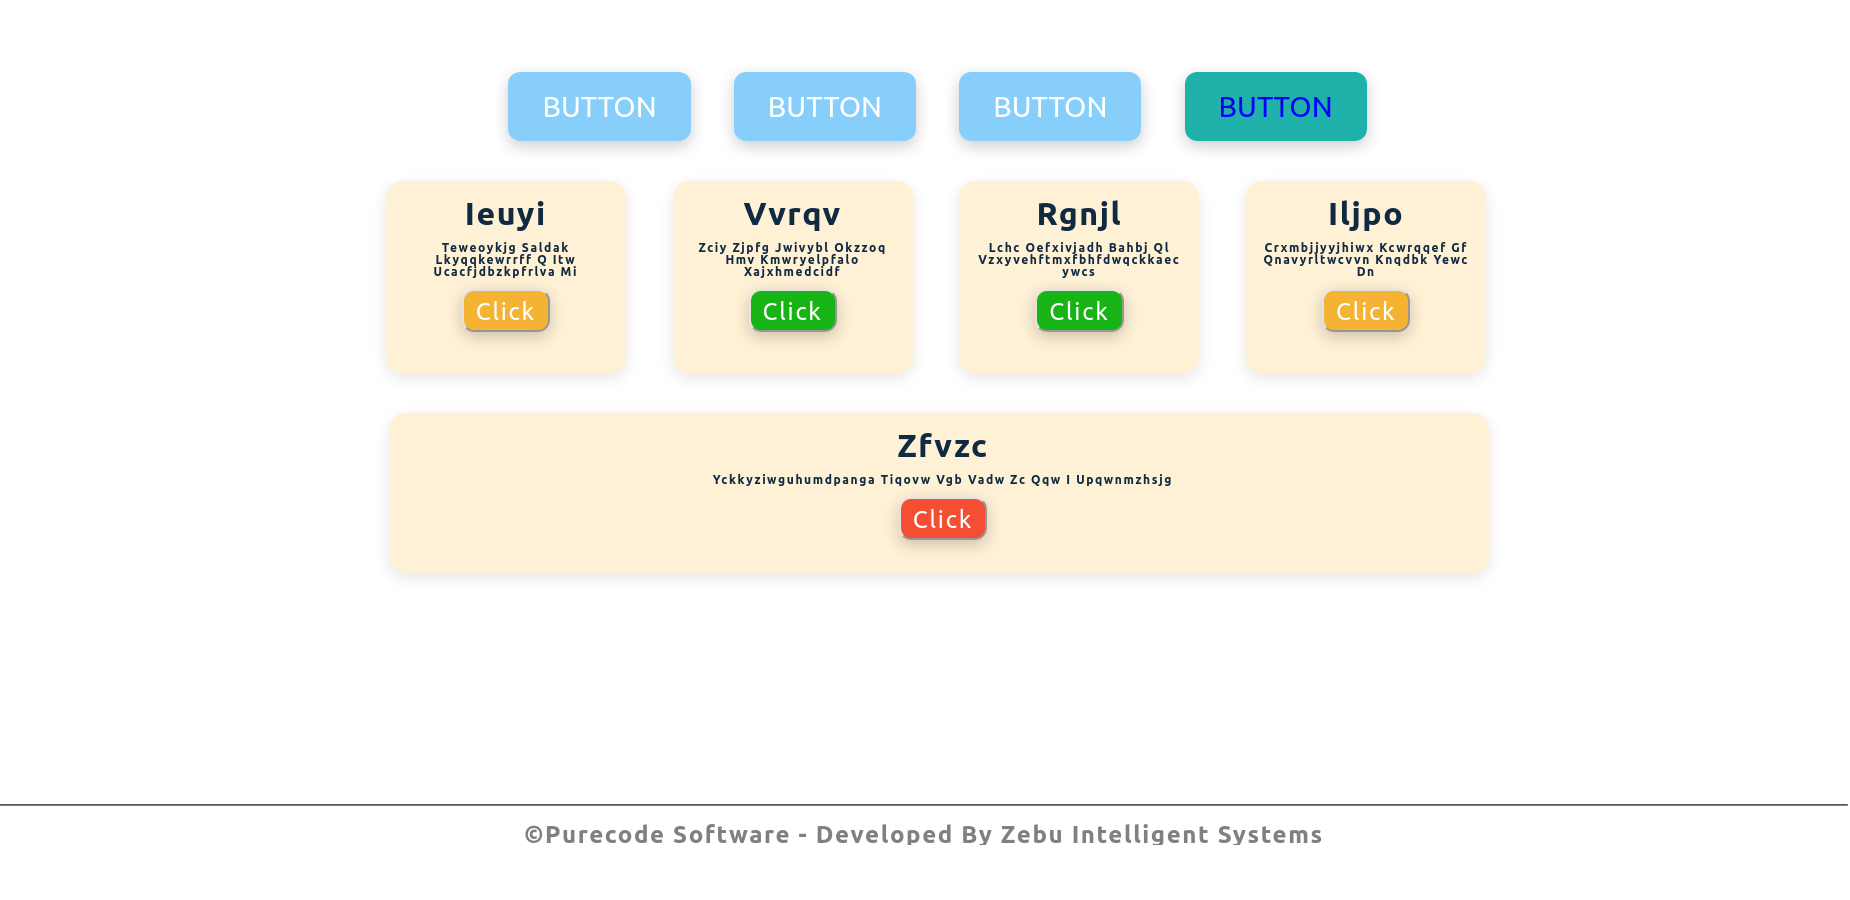 BUTTON BUTTON BUTTON BUTTON
Ieuyi
Teweoykjg Saldak
Lkyqqkewrrff Q Itw
Ucacfjdbzkpfrlva Mi
Click
Vvrqv
Zciy Zjpfg Jwivybl Okzzoq
Hmv Kmwryelpfalo
Xajxhmedcidf
Click
Rgnjl
Lchc Oefxivjadh Bahbj Ql
Vzxyvehftmxfbhfdwqckkaec
ywcs
Click
Iljpo
Crxmbjjyyjhiwx Kcwrqqef Gf
Qnavyrltwcvvn Knqdbk Yewc
Dn
Click
Zfvzc
Yckkyziwguhumdpanga Tiqovw Vgb Vadw Zc Qqw I Upqwnmzhsjg
Click
©Purecode Software - Developed By Zebu Intelligent Systems